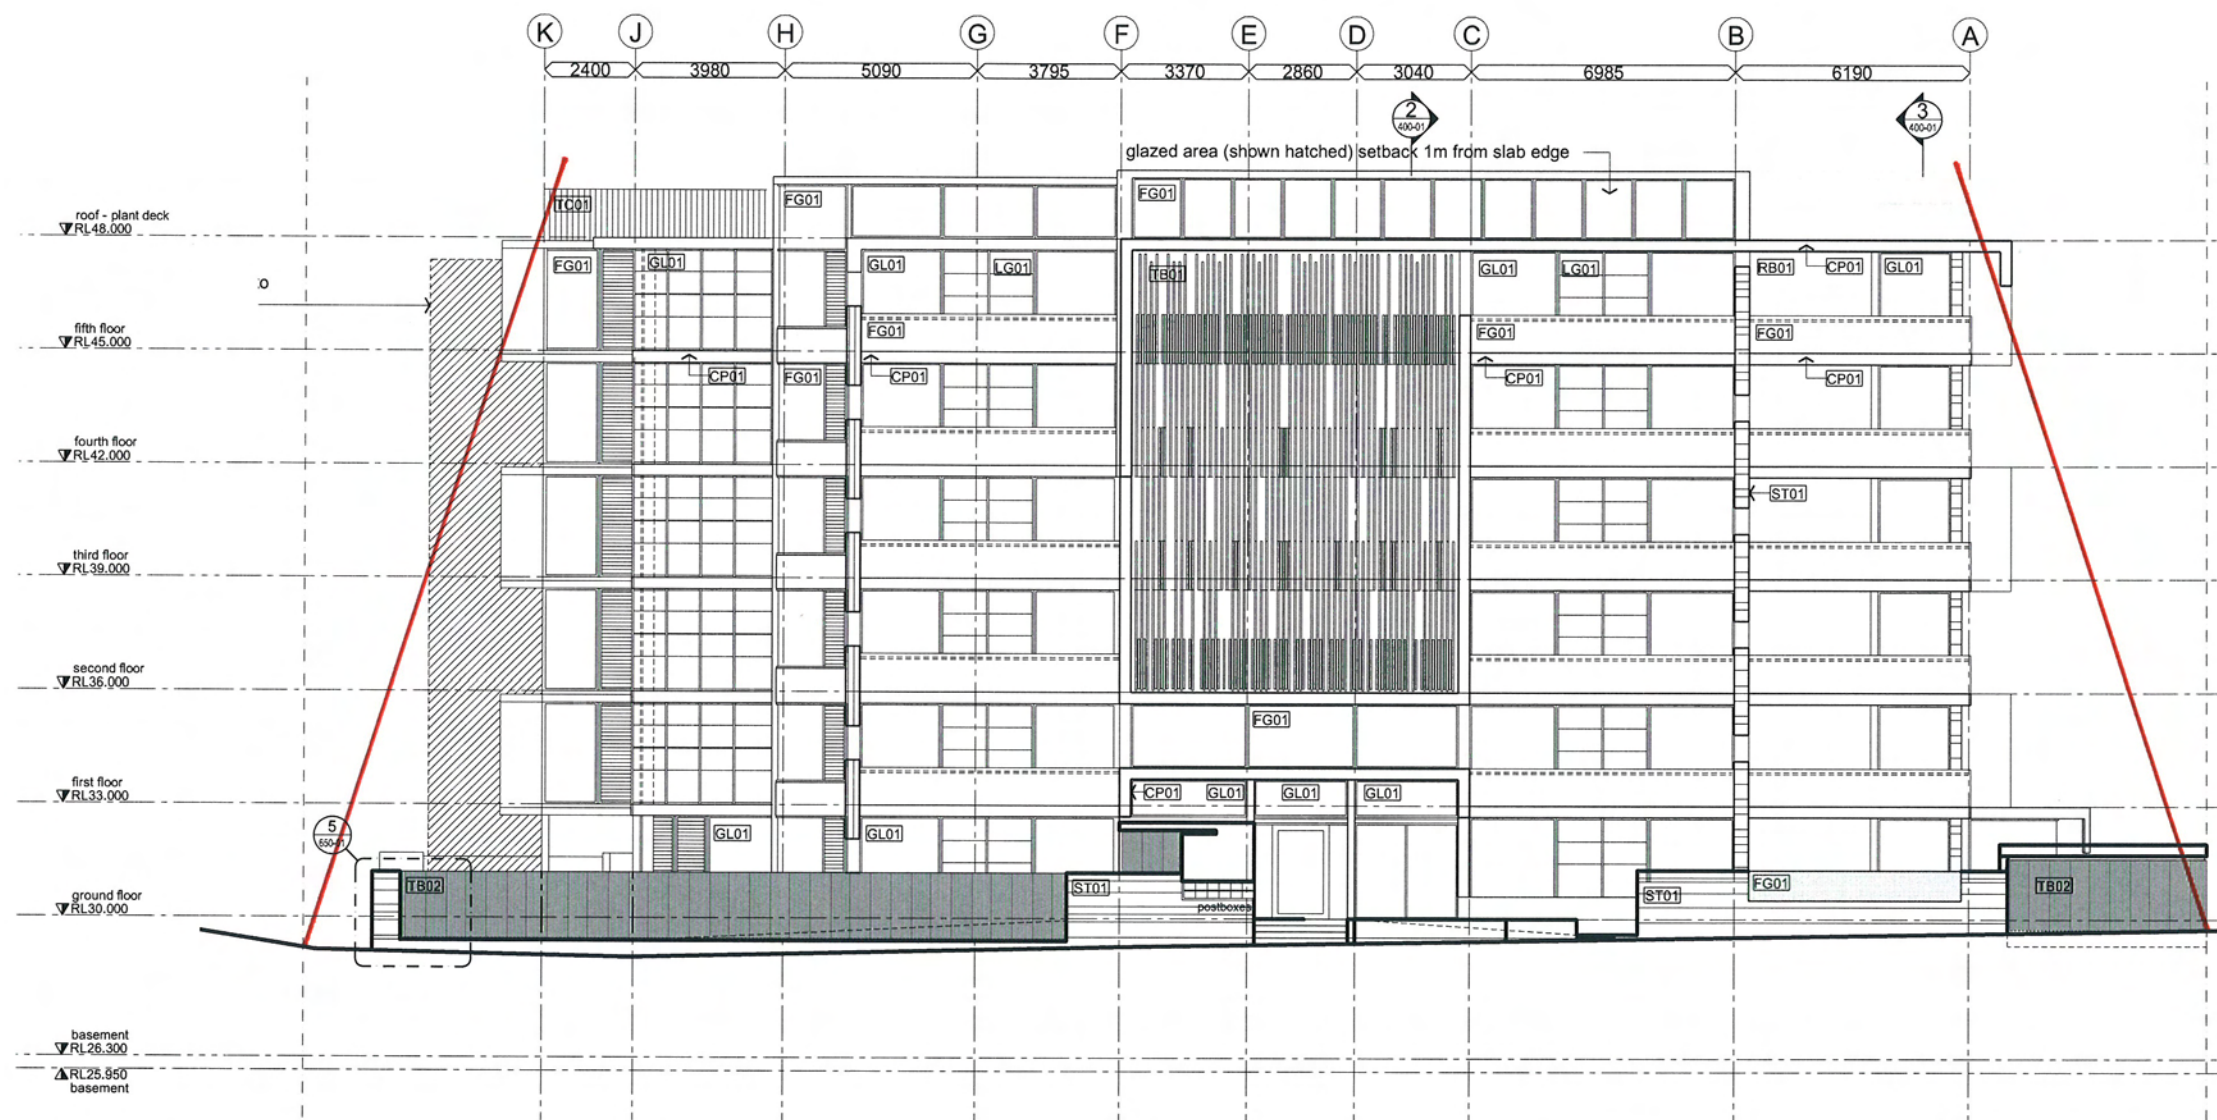 K J H G F E D C B A
2400 3980 5090 3795 3370 2860 3040 6985 6190
2 3
400-01 400-01
glazed area (shown hatched) setback 1m from slab edge
TC01 FG01 FG01
roof - plant deck
RL48.000
FG01 GL01 GL01 LG01 TB01 GL01 LG01 RB01 CP01 GL01
fifth floor
RL45.000
FG01 FG01 FG01
CP01 FG01 CP01 CP01 CP01
fourth floor
RL42.000
ST01
third floor
RL39.000
second floor
RL36.000
FG01
first floor
RL33.000
CP01 GL01 GL01 GL01
5
650-01
GL01 GL01
TB02 ST01 ST01 FG01 TB02
ground floor
RL30.000
postboxes
basement
RL26.300
RL25.950
basement